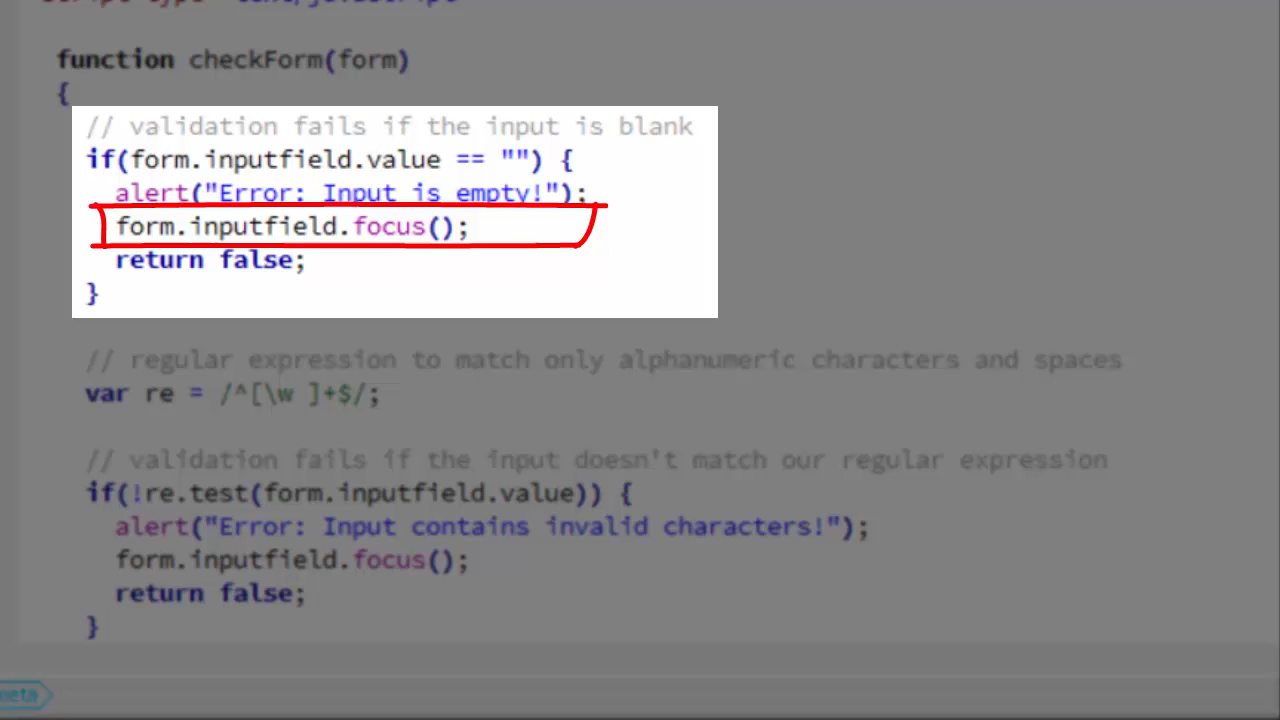 function checkForm(form)
{
// validation fails if the input is blank
if(form.inputfield.value == "") {
alert("Error: Input is empty!");
form.inputfield.focus();
return false;
}
// regular expression to match only alphanumeric characters and spaces
var re = /^[\w ]+$/;
// validation fails if the input doesn't match our regular expression
if(!re.test(form.inputfield.value)) {
alert("Error: Input contains invalid characters!");
form.inputfield.focus();
return false;
}
meta